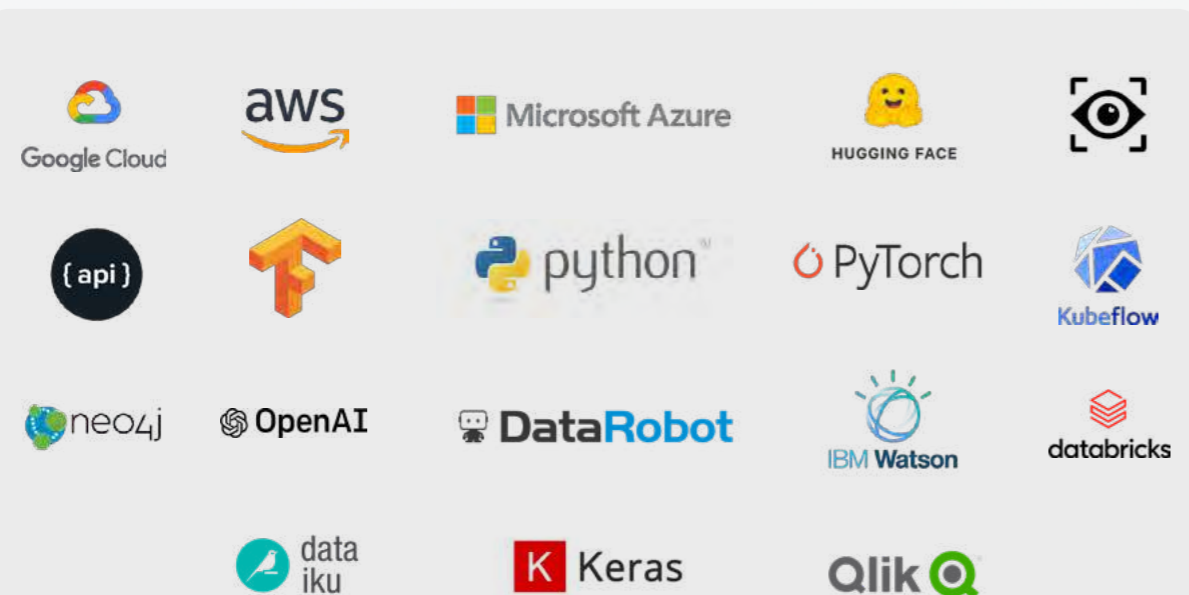 Google Cloud
aws
Microsoft Azure
HUGGING FACE
{ api }
python
PyTorch
Kubeflow
neo4j
OpenAI
DataRobot
IBM Watson
databricks
data
iku
K Keras
Qlik